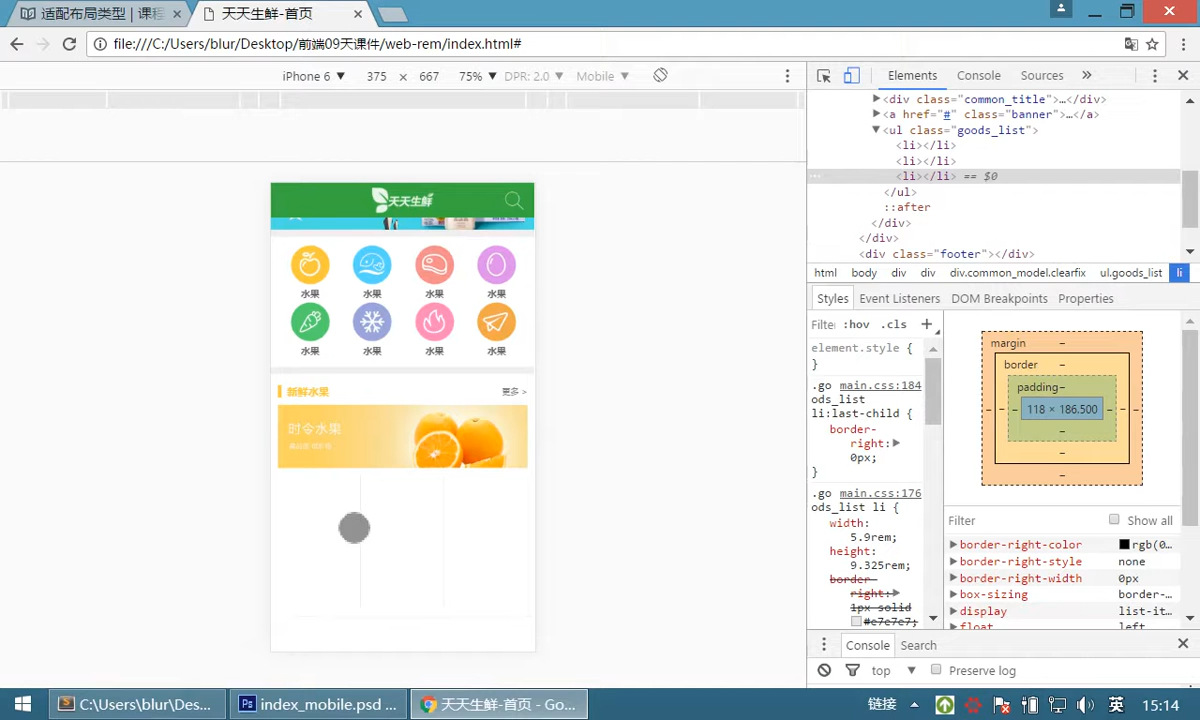 适配布局类型 | 课程
天天生鲜-首页
file:///C:/Users/blur/Desktop/前端09天课件/web-rem/index.html#
iPhone 6 ▼ 375 × 667 75% ▼ DPR: 2.0 ▼ Mobile ▼
Elements Console Sources »
▶<div class="common_title">…</div>
▶<a href="#" class="banner">…</a>
▼<ul class="goods_list">
<li></li>
<li></li>
… <li></li> == $0
</ul>
::after
</div>
</div>
<div class="footer"></div>
html body div div div.common_model.clearfix ul.goods_list li
天天生鲜
水果 水果 水果 水果
水果 水果 水果 水果
新鲜水果 更多 >
时令水果
Styles Event Listeners DOM Breakpoints Properties
Filte :hov .cls +
element.style {
}
.go main.css:184
ods_list
li:last-child {
border-
right:▶
0px;
}
.go main.css:176
ods_list li {
width:
5.9rem;
height:
9.325rem;
border-
right:▶
1px solid
#e7e7e7;
margin –
border –
padding–
– – – 118 × 186.500 – – –
–
–
–
Filter Show all
▶border-right-color rgb(0…
▶border-right-style none
▶border-right-width 0px
▶box-sizing border-…
▶display list-it…
▶float left
Console Search
top ▼ Preserve log
C:\Users\blur\Des...
index_mobile.psd ...
天天生鲜-首页 - Go...
链接 英 15:14